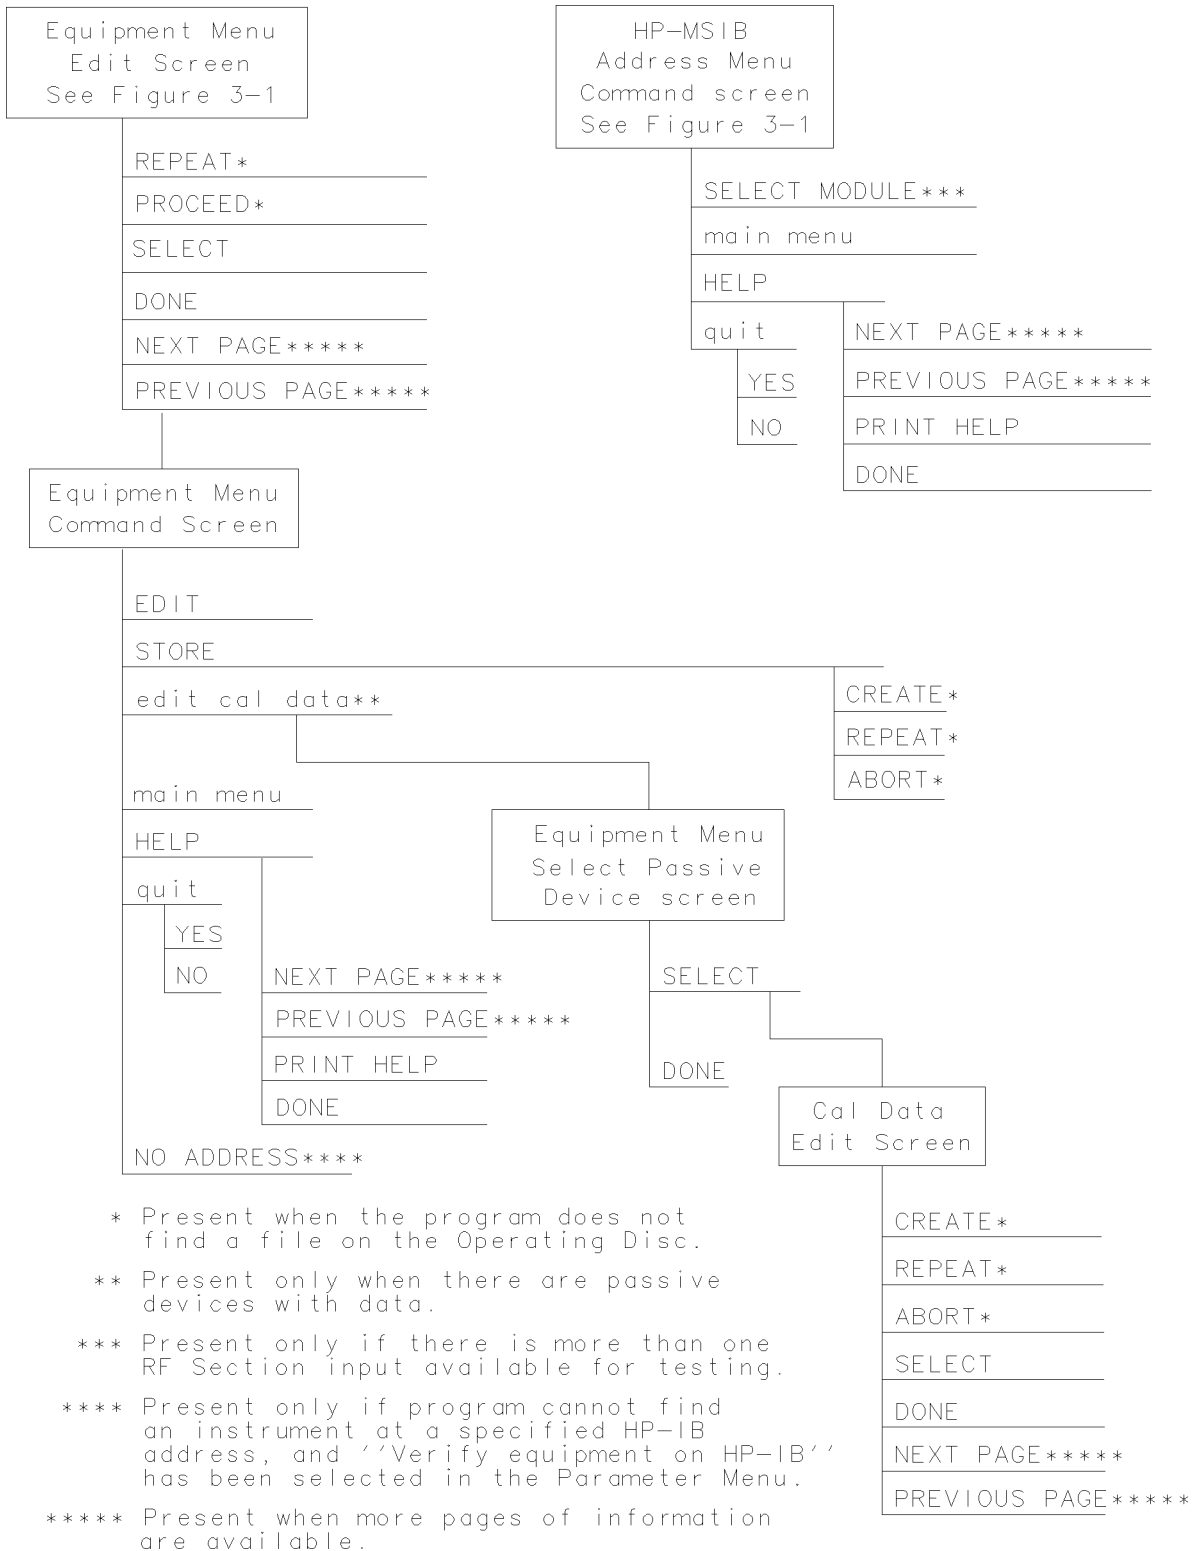 Equipment Menu
Edit Screen
See Figure 3-1
REPEAT*
PROCEED*
SELECT
DONE
NEXT PAGE*****
PREVIOUS PAGE*****
HP-MSIB
Address Menu
Command screen
See Figure 3-1
SELECT MODULE***
main menu
HELP
quit
YES
NO
NEXT PAGE*****
PREVIOUS PAGE*****
PRINT HELP
DONE
Equipment Menu
Command Screen
EDIT
STORE
edit cal data**
main menu
HELP
quit
YES
NO
NEXT PAGE*****
PREVIOUS PAGE*****
PRINT HELP
DONE
NO ADDRESS****
CREATE*
REPEAT*
ABORT*
Equipment Menu
Select Passive
Device screen
SELECT
DONE
Cal Data
Edit Screen
CREATE*
REPEAT*
ABORT*
SELECT
DONE
NEXT PAGE*****
PREVIOUS PAGE*****
* Present when the program does not
find a file on the Operating Disc.
** Present only when there are passive
devices with data.
*** Present only if there is more than one
RF Section input available for testing.
**** Present only if program cannot find
an instrument at a specified HP-IB
address, and ′′Verify equipment on HP-IB′′
has been selected in the Parameter Menu.
***** Present when more pages of information
are available.